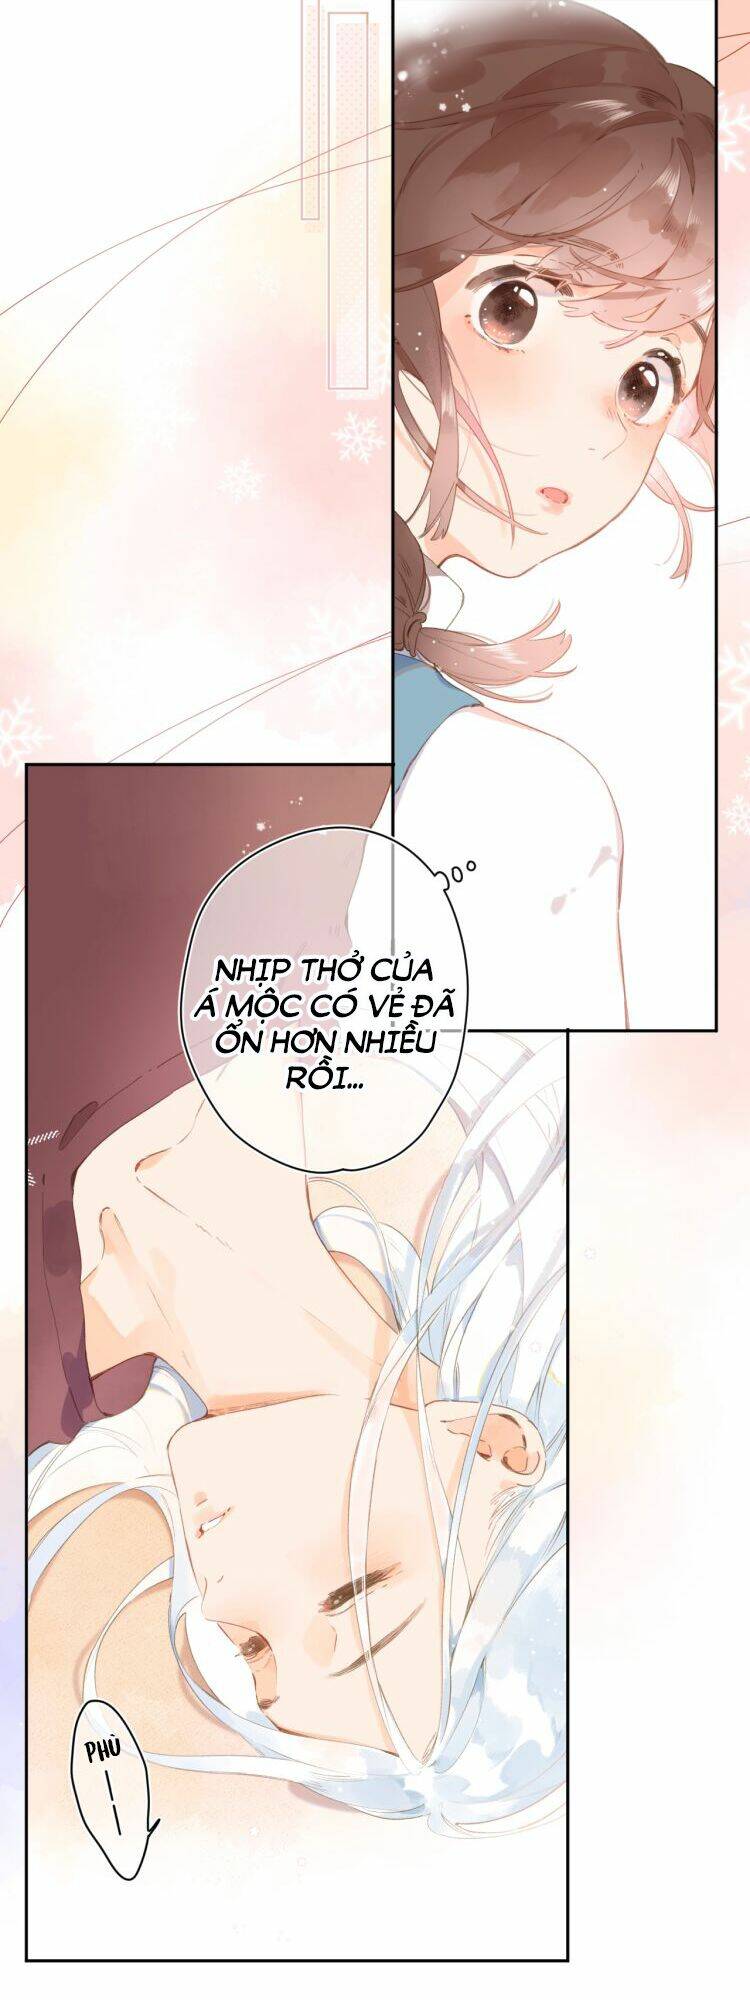 NHỊP THỞ CỦA
Á MỘC CÓ VẺ ĐÃ
ỔN HƠN NHIỀU
RỒI...
PHÙ